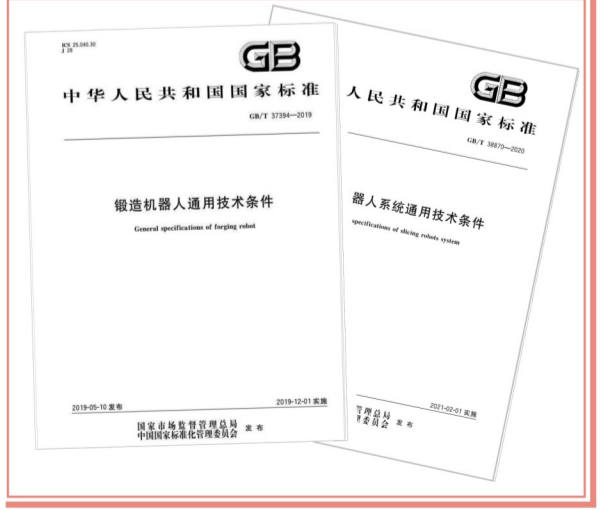 ICS 25.040.30
J 28
GB
中华人民共和国国家标准
GB/T 37394—2019
锻造机器人通用技术条件
General specifications of forging robot
2019-05-10 发布
2019-12-01 实施
国家市场监督管理总局
中国国家标准化管理委员会
发布
GB
人民共和国国家标准
GB/T 38870—2020
器人系统通用技术条件
specifications of slicing robots system
2021-02-01 实施
管理总局
理委员会
发布